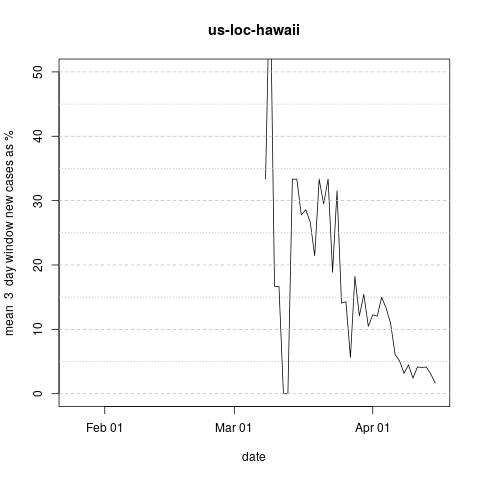 us-loc-hawaii
mean 3 day window new cases as %
50
40
30
20
10
0
Feb 01
Mar 01
Apr 01
date